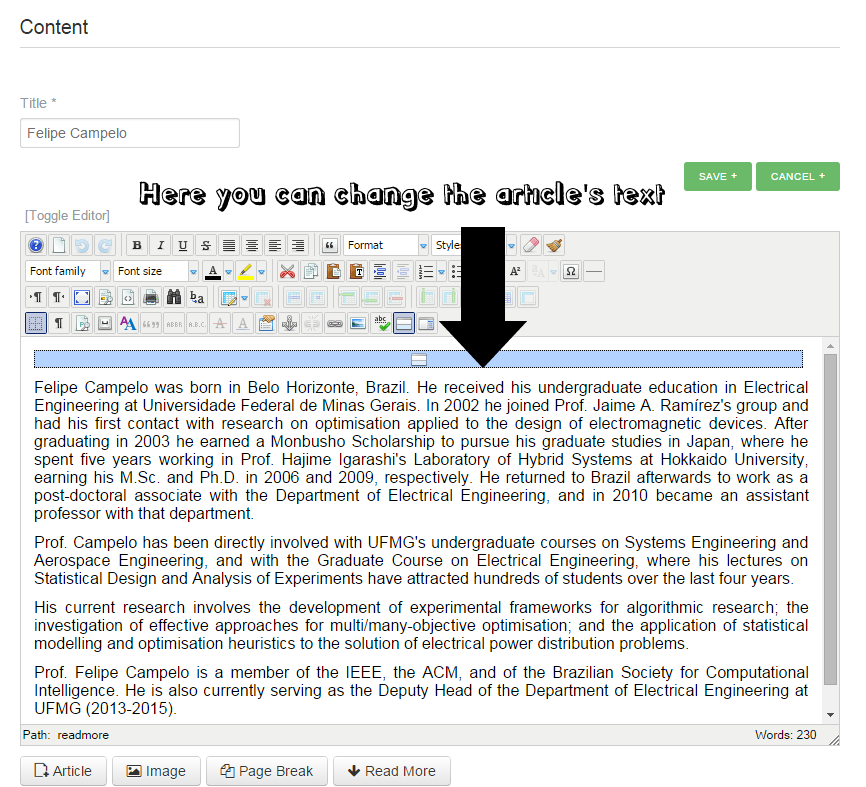 Content
Title *
Felipe Campelo
SAVE +
CANCEL +
Here you can change the article's text
[Toggle Editor]
B I U S Format Styles
Font family Font size A A²
abc
Felipe Campelo was born in Belo Horizonte, Brazil. He received his undergraduate education in Electrical
Engineering at Universidade Federal de Minas Gerais. In 2002 he joined Prof. Jaime A. Ramírez's group and
had his first contact with research on optimisation applied to the design of electromagnetic devices. After
graduating in 2003 he earned a Monbusho Scholarship to pursue his graduate studies in Japan, where he
spent five years working in Prof. Hajime Igarashi's Laboratory of Hybrid Systems at Hokkaido University,
earning his M.Sc. and Ph.D. in 2006 and 2009, respectively. He returned to Brazil afterwards to work as a
post-doctoral associate with the Department of Electrical Engineering, and in 2010 became an assistant
professor with that department.
Prof. Campelo has been directly involved with UFMG's undergraduate courses on Systems Engineering and
Aerospace Engineering, and with the Graduate Course on Electrical Engineering, where his lectures on
Statistical Design and Analysis of Experiments have attracted hundreds of students over the last four years.
His current research involves the development of experimental frameworks for algorithmic research; the
investigation of effective approaches for multi/many-objective optimisation; and the application of statistical
modelling and optimisation heuristics to the solution of electrical power distribution problems.
Prof. Felipe Campelo is a member of the IEEE, the ACM, and of the Brazilian Society for Computational
Intelligence. He is also currently serving as the Deputy Head of the Department of Electrical Engineering at
UFMG (2013-2015).
Path: readmore
Words: 230
Article
Image
Page Break
Read More